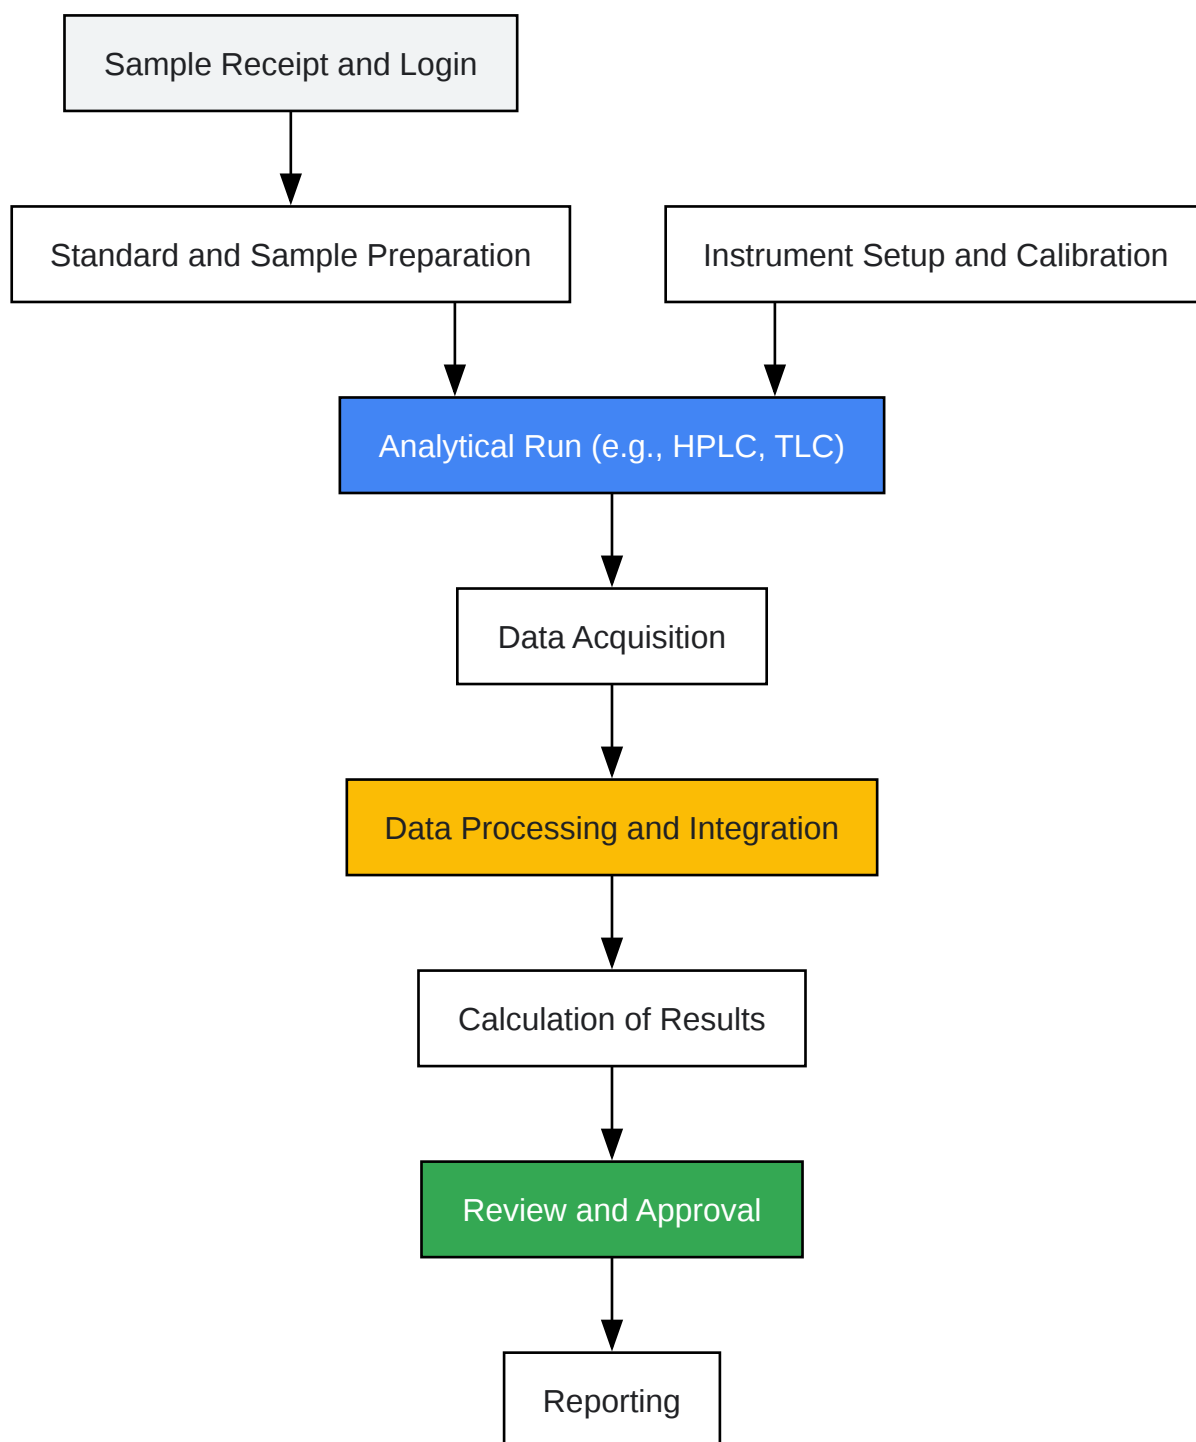 Sample Receipt and Login
Standard and Sample Preparation
Instrument Setup and Calibration
Analytical Run (e.g., HPLC, TLC)
Data Acquisition
Data Processing and Integration
Calculation of Results
Review and Approval
Reporting